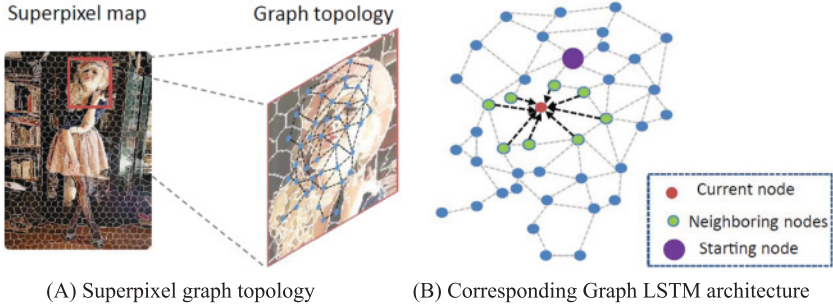 Superpixel map
Graph topology
Current node
Neighboring nodes
Starting node
(A) Superpixel graph topology
(B) Corresponding Graph LSTM architecture